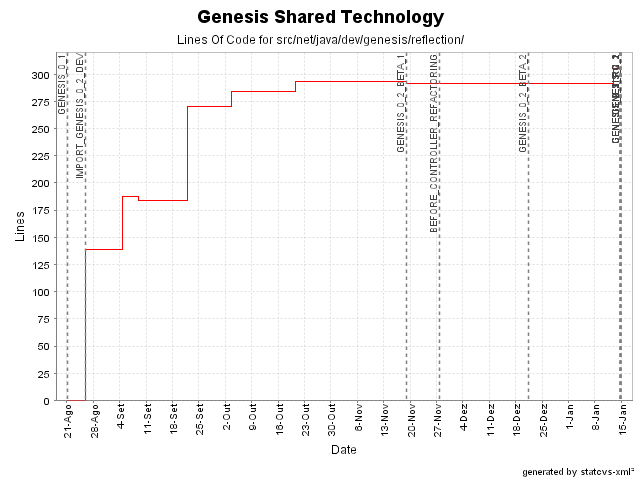 Genesis Shared Technology
Lines Of Code for src/net/java/dev/genesis/reflection/
Lines
300
275
250
225
200
175
150
125
100
75
50
25
0
GENESIS_0_1
IMPORT_GENESIS_0_2_DEV
GENESIS_0_2_BETA_1
BEFORE_CONTROLLER_REFACTORING
GENESIS_0_2_BETA_2
21-Ago
28-Ago
4-Set
11-Set
18-Set
25-Set
2-Out
9-Out
16-Out
23-Out
30-Out
6-Nov
13-Nov
20-Nov
27-Nov
4-Dez
11-Dez
18-Dez
25-Dez
1-Jan
8-Jan
15-Jan
Date
generated by statcvs-xml²